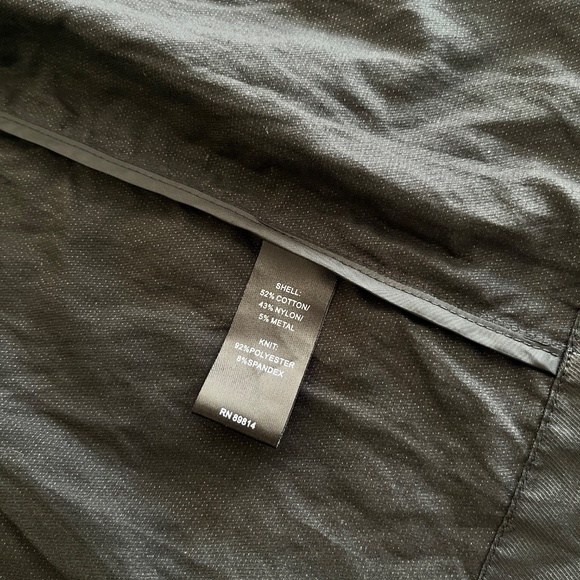 SHELL:
52% COTTON/
43% NYLON/
5% METAL
KNIT:
92%POLYESTER
8%SPANDEX
RN 89814